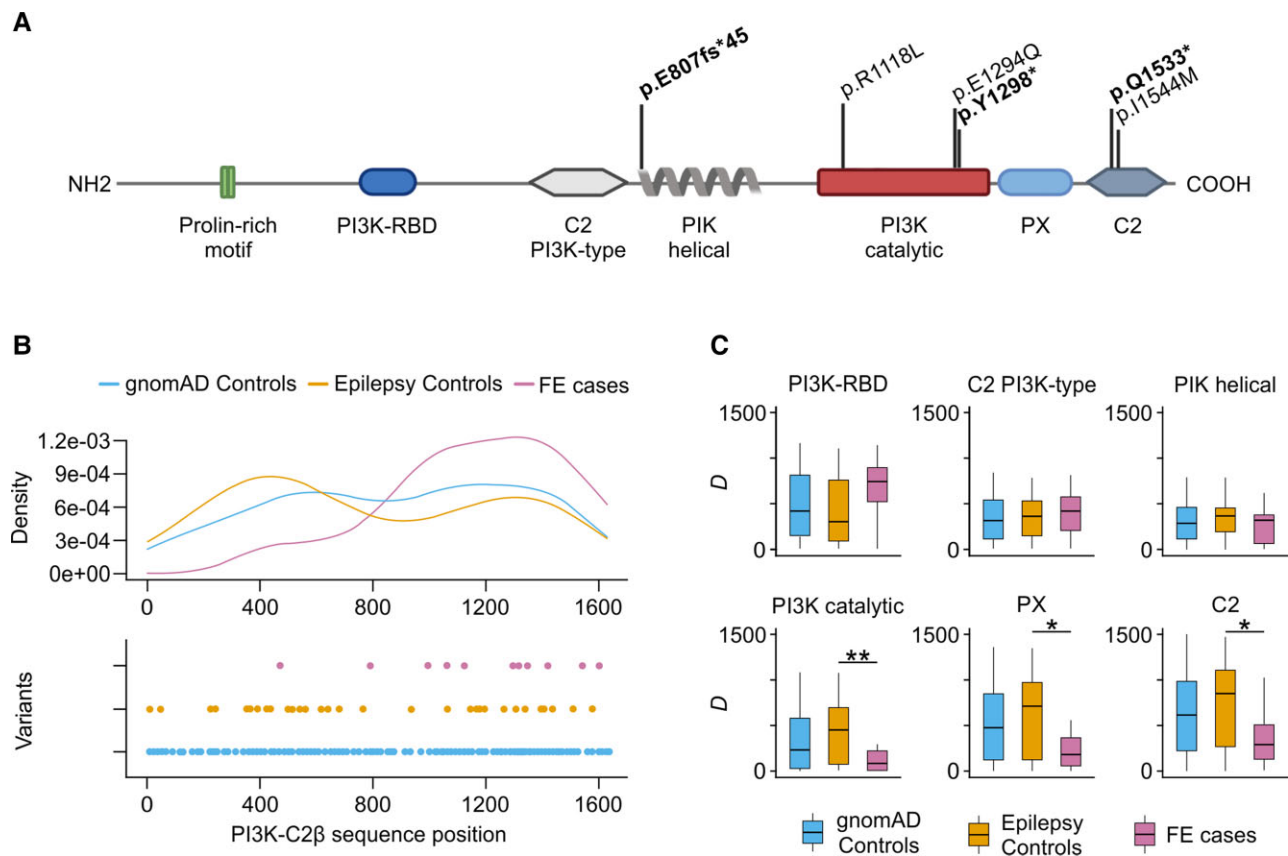 A
p.E807fs*45
p.R1118L
p.E1294Q
p.Y1298*
p.Q1533*
p.I1544M
NH2
COOH
Prolin-rich
motif
PI3K-RBD
C2
PI3K-type
PIK
helical
PI3K
catalytic
PX
C2
B
gnomAD Controls
Epilepsy Controls
FE cases
Density
1.2e-03
9e-04
6e-04
3e-04
0e+00
0
400
800
1200
1600
Variants
0
400
800
1200
1600
PI3K-C2β sequence position
C
PI3K-RBD
C2 PI3K-type
PIK helical
D
1500
0
1500
0
1500
0
PI3K catalytic
PX
C2
D
1500
0
**
1500
0
*
1500
0
*
gnomAD
Controls
Epilepsy
Controls
FE cases